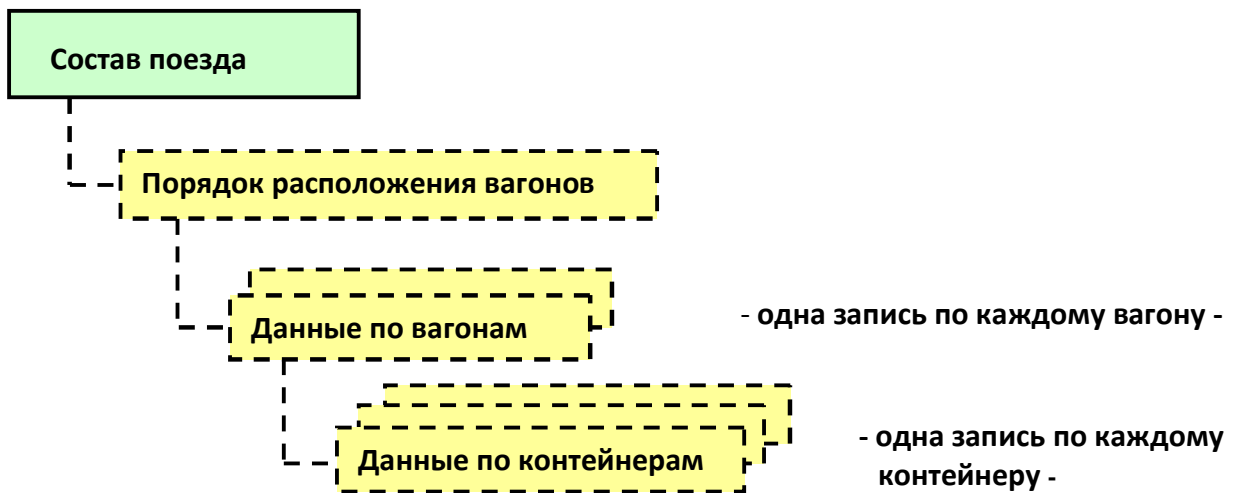 Состав поезда
Порядок расположения вагонов
Данные по вагонам
- одна запись по каждому вагону -
Данные по контейнерам
- одна запись по каждому
контейнеру -